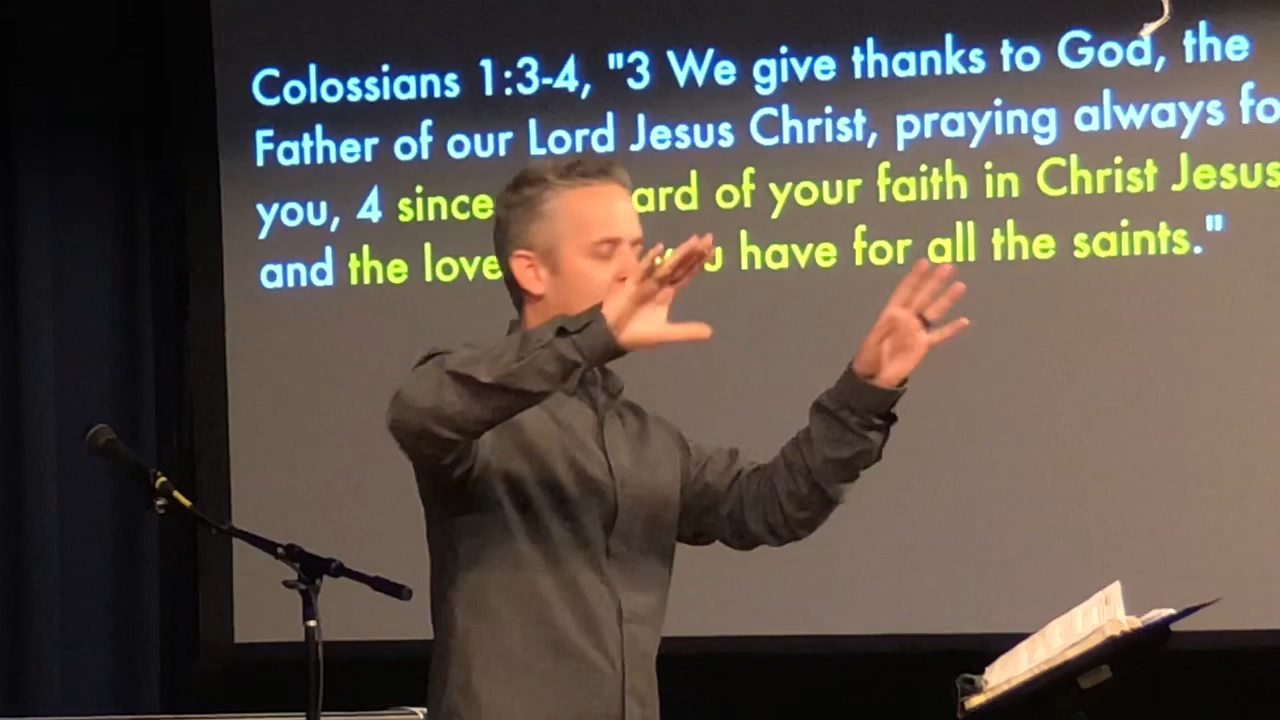 Colossians 1:3-4, "3 We give thanks to God, the
Father of our Lord Jesus Christ, praying always fo
you, 4 since ard of your faith in Christ Jesus
and the love u have for all the saints."